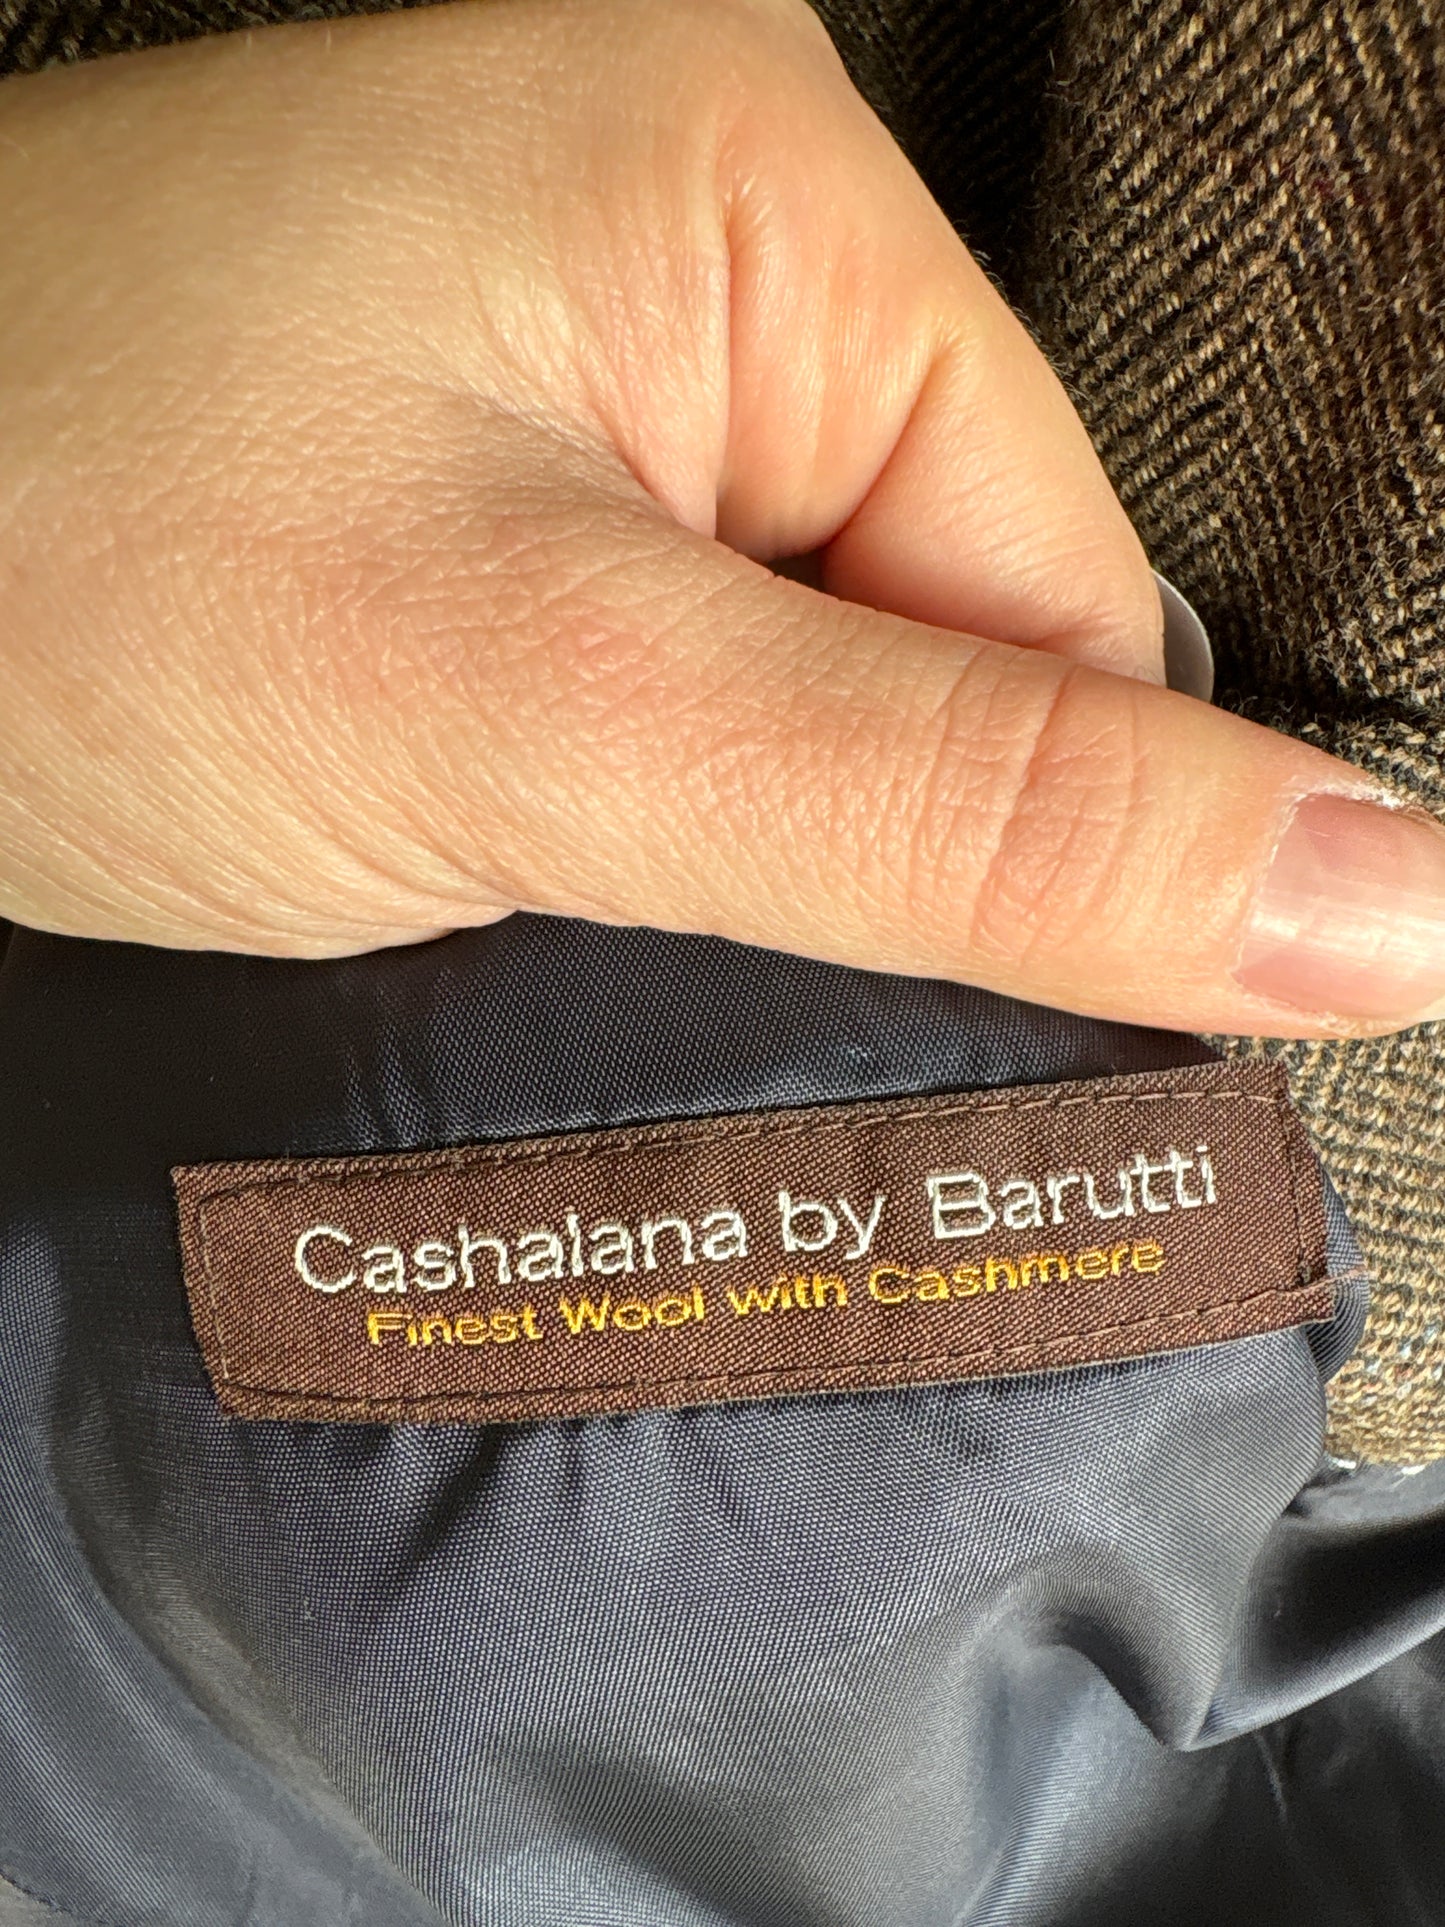 Cashalana by Barutti
Finest Wool with Cashmere